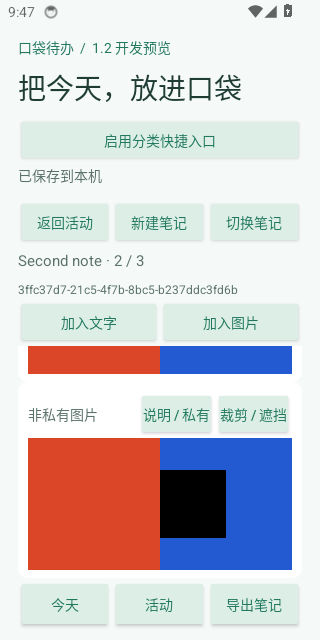 9:47
口袋待办 / 1.2 开发预览
把今天，放进口袋
启用分类快捷入口
已保存到本机
返回活动 新建笔记 切换笔记
Second note · 2 / 3
3ffc37d7-21c5-4f7b-8bc5-b237ddc3fd6b
加入文字 加入图片
非私有图片 说明 / 私有 裁剪 / 遮挡
今天 活动 导出笔记